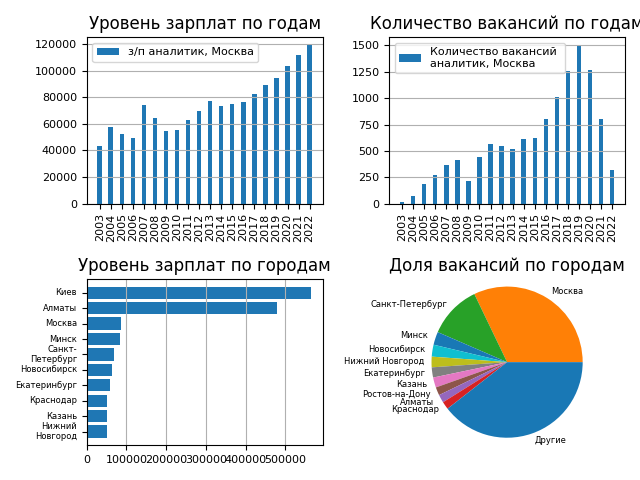 Уровень зарплат по годам
120000
100000
80000
60000
40000
20000
0
з/п аналитик, Москва
2003
2004
2005
2006
2007
2008
2009
2010
2011
2012
2013
2014
2015
2016
2017
2018
2019
2020
2021
2022
Количество вакансий по годам
1500
1250
1000
750
500
250
0
Количество вакансий
аналитик, Москва
2003
2004
2005
2006
2007
2008
2009
2010
2011
2012
2013
2014
2015
2016
2017
2018
2019
2020
2021
2022
Уровень зарплат по городам
Киев
Алматы
Москва
Минск
Санкт-
Петербург
Новосибирск
Екатеринбург
Краснодар
Казань
Нижний
Новгород
0
100000
200000
300000
400000
500000
Доля вакансий по городам
Москва
Санкт-Петербург
Минск
Новосибирск
Нижний Новгород
Екатеринбург
Казань
Ростов-на-Дону
Алматы
Краснодар
Другие